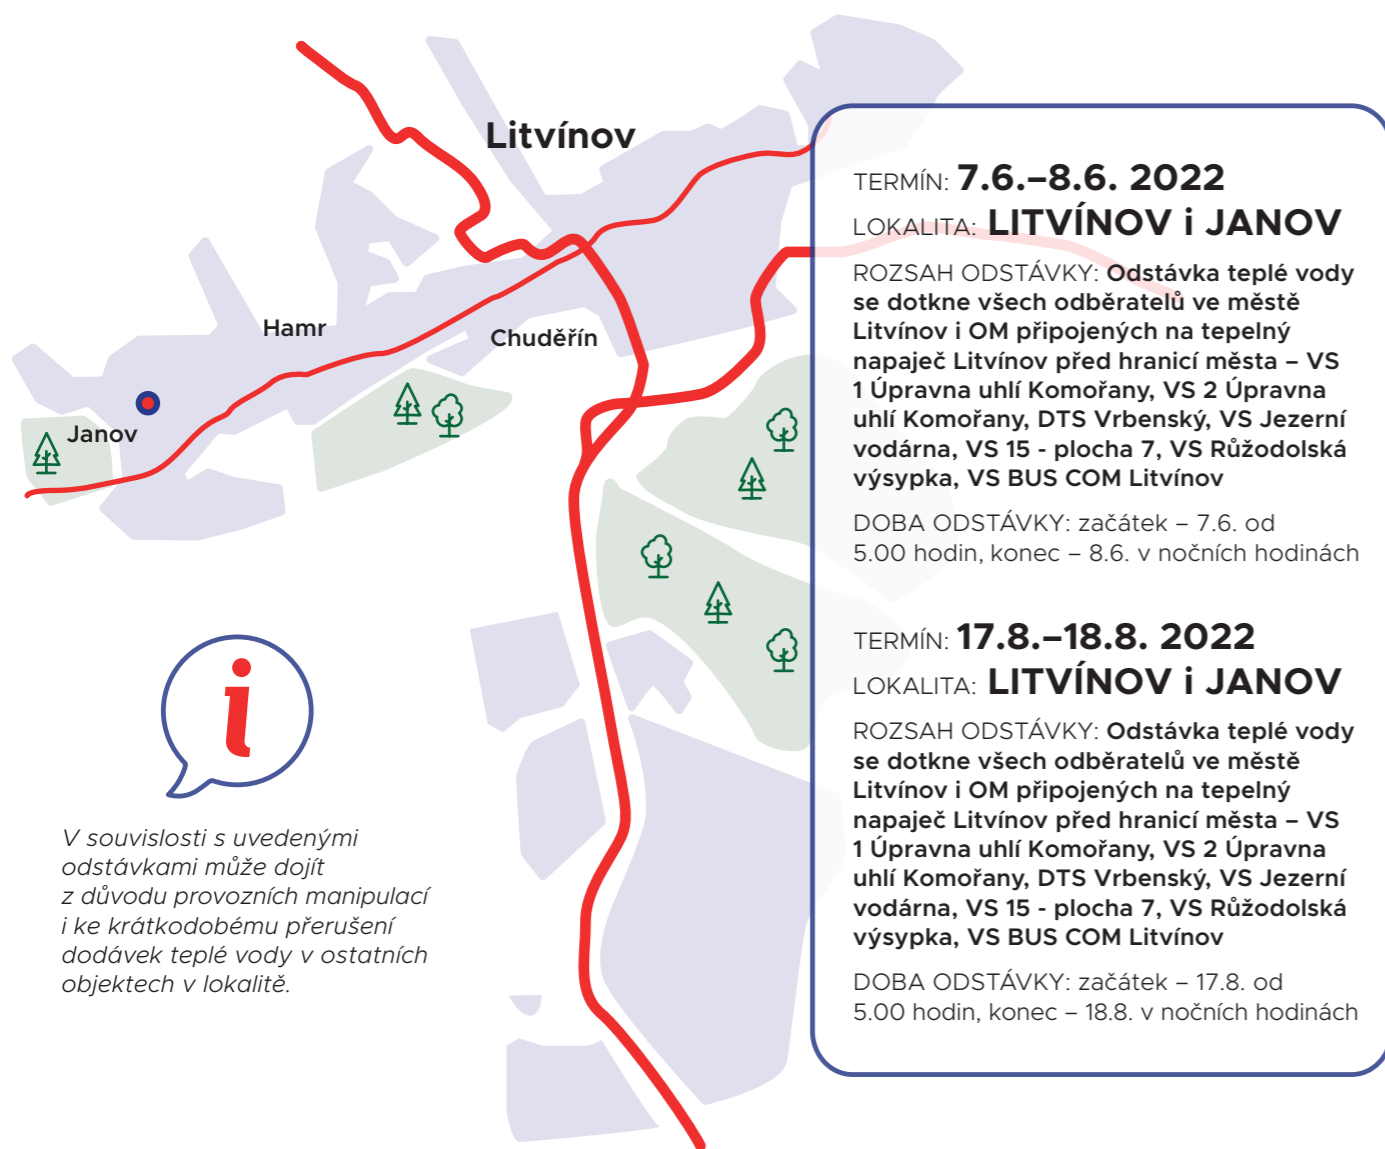 Litvínov
Hamr
Chuděřín
Janov
TERMÍN: 7.6.–8.6. 2022
LOKALITA: LITVÍNOV i JANOV
ROZSAH ODSTÁVKY: Odstávka teplé vody
se dotkne všech odběratelů ve městě
Litvínov i OM připojených na tepelný
napaječ Litvínov před hranicí města – VS
1 Úpravna uhlí Komořany, VS 2 Úpravna
uhlí Komořany, DTS Vrbenský, VS Jezerní
vodárna, VS 15 - plocha 7, VS Růžodolská
výsypka, VS BUS COM Litvínov
DOBA ODSTÁVKY: začátek – 7.6. od
5.00 hodin, konec – 8.6. v nočních hodinách
TERMÍN: 17.8.–18.8. 2022
LOKALITA: LITVÍNOV i JANOV
ROZSAH ODSTÁVKY: Odstávka teplé vody
se dotkne všech odběratelů ve městě
Litvínov i OM připojených na tepelný
napaječ Litvínov před hranicí města – VS
1 Úpravna uhlí Komořany, VS 2 Úpravna
uhlí Komořany, DTS Vrbenský, VS Jezerní
vodárna, VS 15 - plocha 7, VS Růžodolská
výsypka, VS BUS COM Litvínov
DOBA ODSTÁVKY: začátek – 17.8. od
5.00 hodin, konec – 18.8. v nočních hodinách
i
V souvislosti s uvedenými
odstávkami může dojít
z důvodu provozních manipulací
i ke krátkodobému přerušení
dodávek teplé vody v ostatních
objektech v lokalitě.